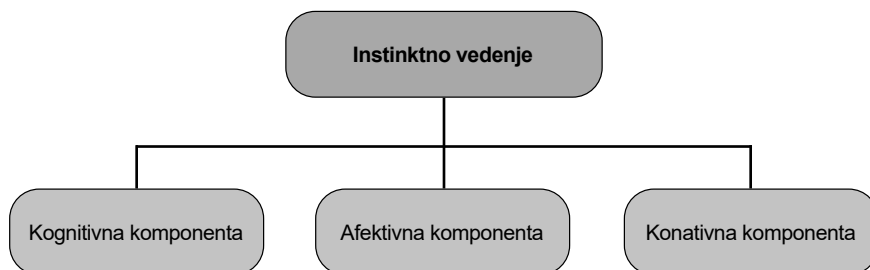 Instinktno vedenje
Kognitivna komponenta
Afektivna komponenta
Konativna komponenta